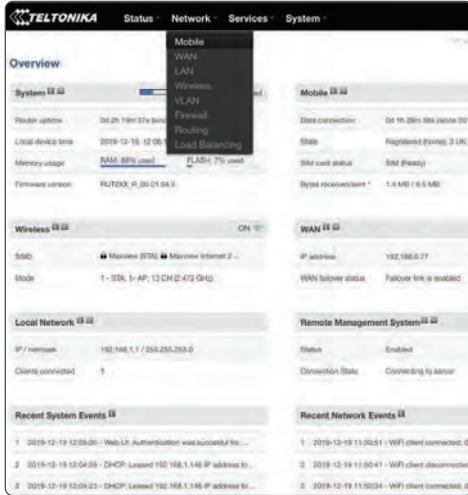 TELTONIKA Status Network Services System
Mobile
WAN
LAN
Wireless
VLAN
Firewall
Routing
Load Balancing
Overview
System
Router uptime 0d 2h 19m 37s
Local device time 2019-12-19, 12:06
Memory usage RAM: 68% used FLASH: 7% used
Firmware version
Mobile
Data connection
State Registered (home); 3 UK;
SIM card status SIM (Ready)
Bytes received/sent * 1.4 MB / 6.5 MB
Wireless ON
SSID Maxview (STA) Maxview Internet 2 ...
Mode 1- STA, 1- AP; 13 CH (2.472 GHz)
WAN
IP address 192.168.0.77
WAN failover status Failover link is enabled
Local Network
IP / netmask 192.168.1.1 / 255.255.255.0
Clients connected 1
Remote Management System
Status Enabled
Connection State Connecting to server
Recent System Events
1 2019-12-19 12:05:05 - Web UI: Authentication was succesful fro ...
2 2019-12-19 12:04:59 - DHCP: Leased 192.168.1.146 IP address to ...
3 2019-12-19 12:04:23 - DHCP: Leased 192.168.1.146 IP address to ...
Recent Network Events
1 2019-12-19 11:50:51 - WiFi client connected:
2 2019-12-19 11:50:41 - WiFi client disconnected
3 2019-12-19 11:50:34 - WiFi client connected: